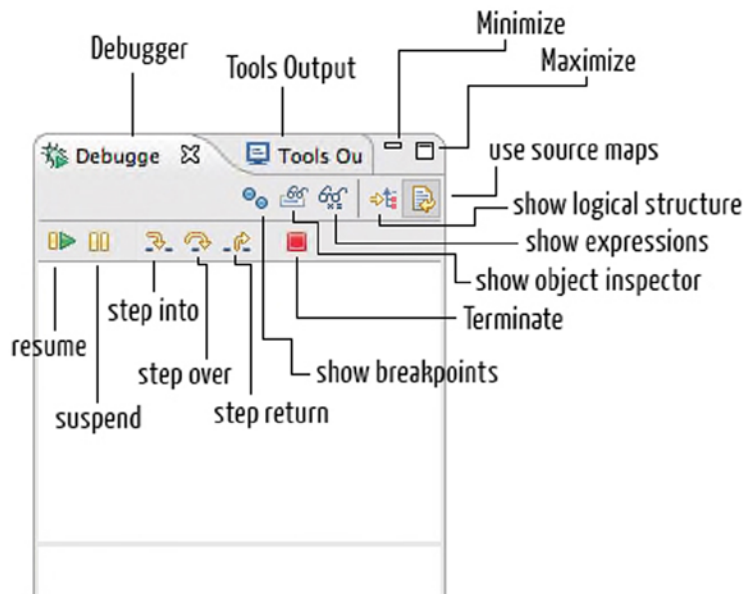 Minimize
Debugger
Maximize
Tools Output
Debugge
Tools Ou
use source maps
show logical structure
show expressions
show object inspector
step into
Terminate
resume
step over
show breakpoints
suspend
step return